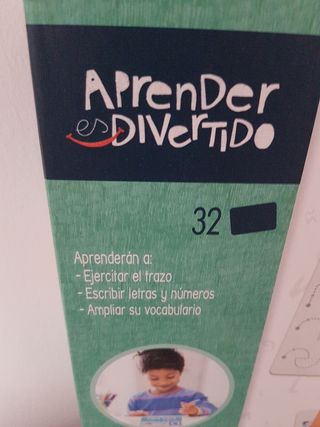 APrenDer
es DIVerTIDO
32
Aprenderán a:
- Ejercitar el trazo
- Escribir letras y números
- Ampliar su vocabulario